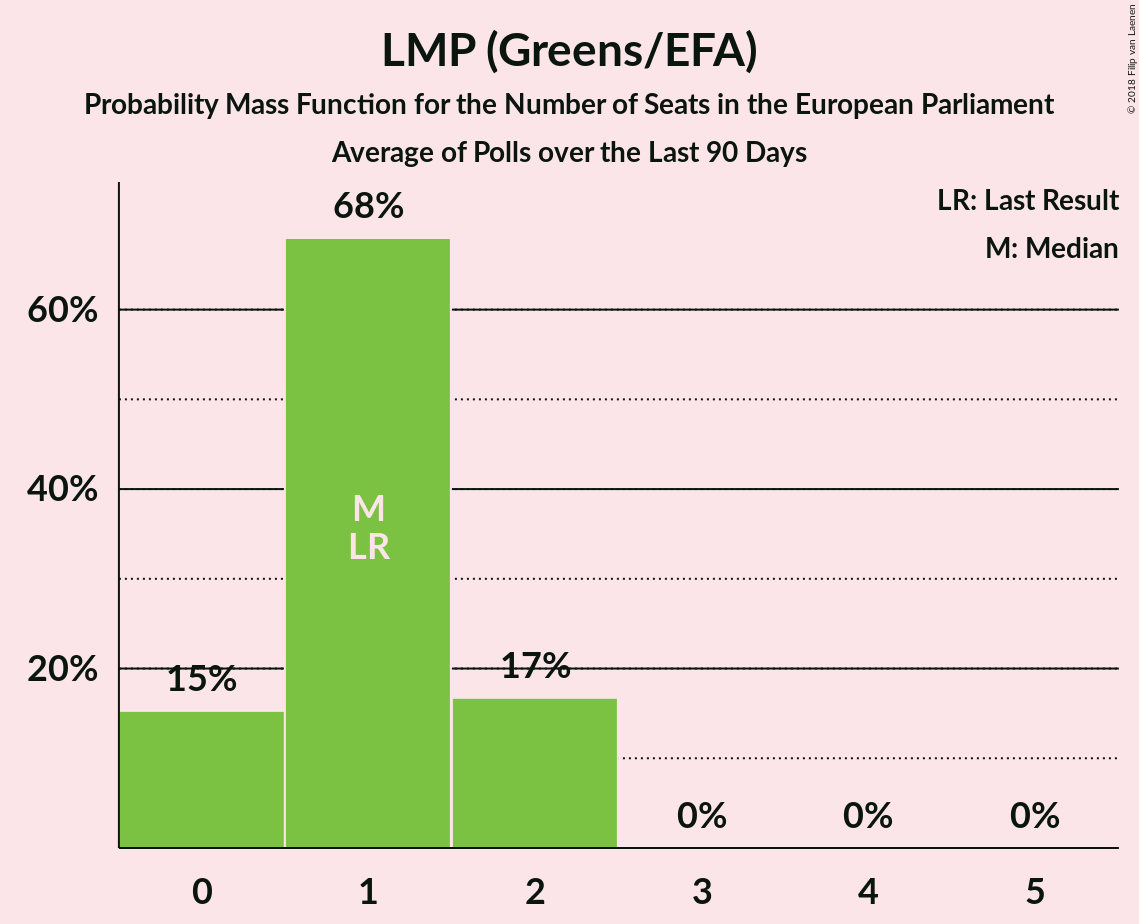 LMP (Greens/EFA)
Probability Mass Function for the Number of Seats in the European Parliament
Average of Polls over the Last 90 Days
© 2018 Filip van Laenen
LR: Last Result
M: Median
68%
60%
M
40%
LR
17%
20%
15%
0% 0% 0%
0 1 2 3 4 5